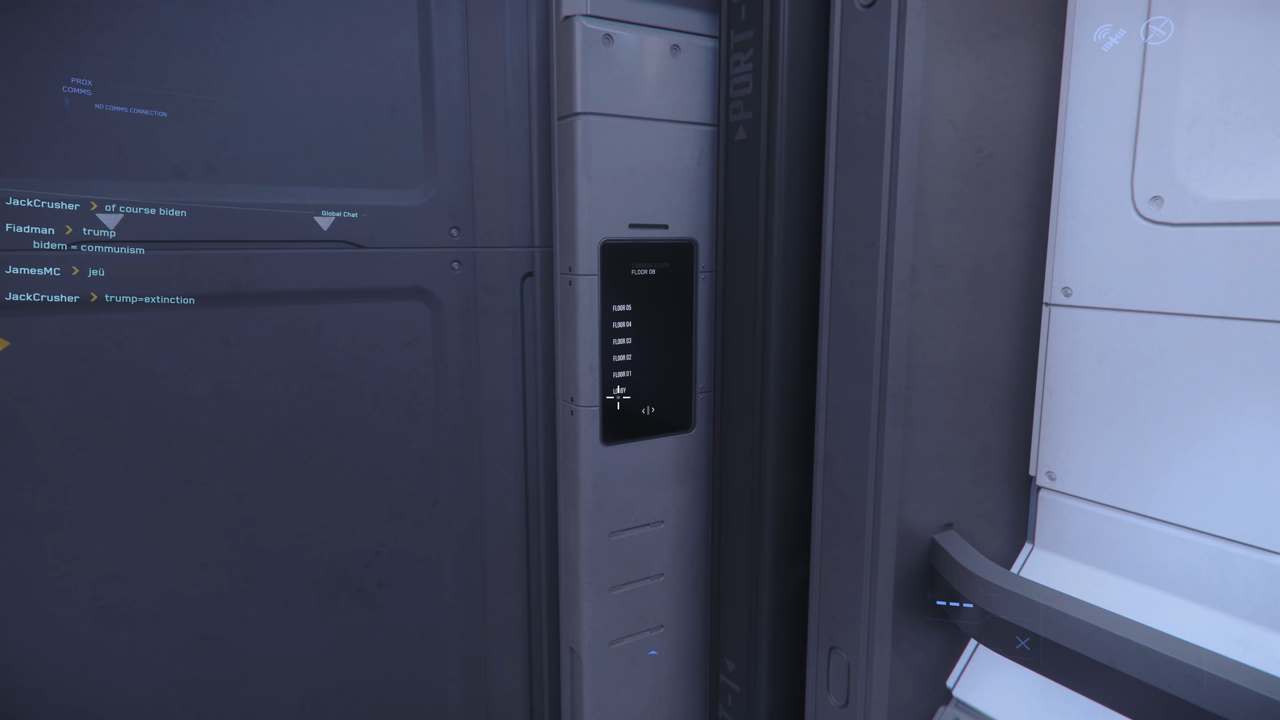 PROX
COMMS
NO COMMS CONNECTION
JackCrusher > of course biden
Global Chat
Fiadman > trump
bidem = communism
JamesMC > jeü
JackCrusher > trump=extinction
PORT-
FLOOR 08
FLOOR 05
FLOOR 04
FLOOR 03
FLOOR 02
FLOOR 01
LOBBY